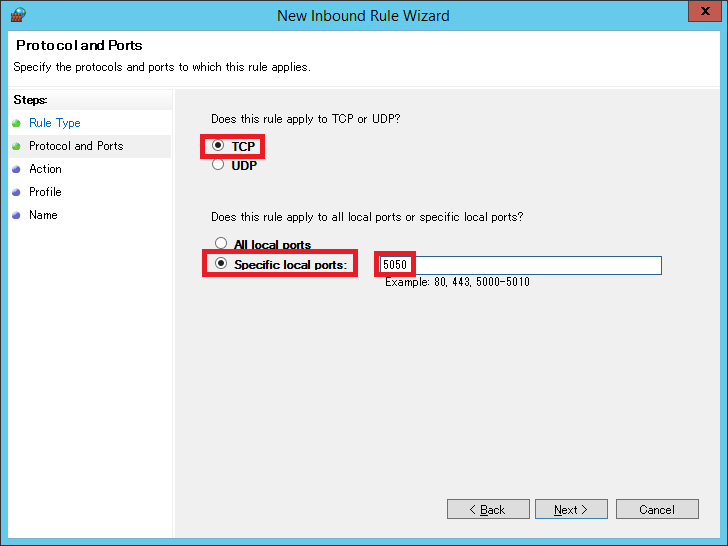 New Inbound Rule Wizard
x
Protocol and Ports
Specify the protocols and ports to which this rule applies.
Steps:
Rule Type
Protocol and Ports
Action
Profile
Name
Does this rule apply to TCP or UDP?
TCP
UDP
Does this rule apply to all local ports or specific local ports?
All local ports
Specific local ports:
5050
Example: 80, 443, 5000-5010
< Back
Next >
Cancel